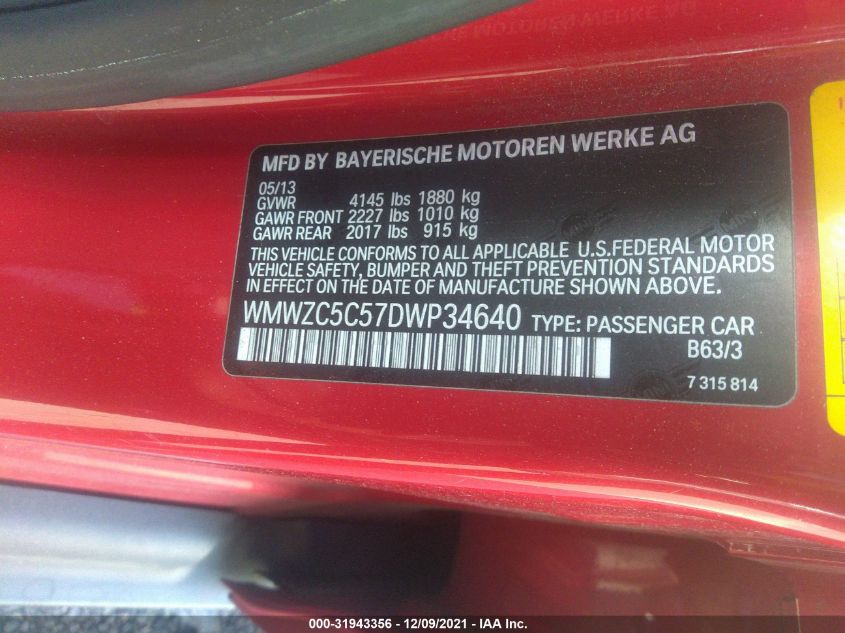 MFD BY BAYERISCHE MOTOREN WERKE AG
05/13
GVWR 4145 lbs 1880 kg
GAWR FRONT 2227 lbs 1010 kg
GAWR REAR 2017 lbs 915 kg
THIS VEHICLE CONFORMS TO ALL APPLICABLE U.S.FEDERAL MOTOR
VEHICLE SAFETY, BUMPER AND THEFT PREVENTION STANDARDS
IN EFFECT ON THE DATE OF MANUFACTURE SHOWN ABOVE.
WMWZC5C57DWP34640 TYPE: PASSENGER CAR
B63/3
7 315 814
000-31943356 - 12/09/2021 - IAA Inc.